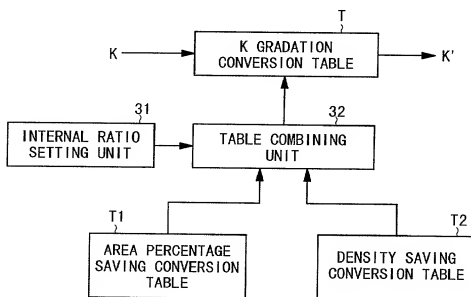 T
K
K GRADATION
CONVERSION TABLE
K'
31
32
INTERNAL RATIO
SETTING UNIT
TABLE COMBINING
UNIT
T1
T2
AREA PERCENTAGE
SAVING CONVERSION
TABLE
DENSITY SAVING
CONVERSION TABLE